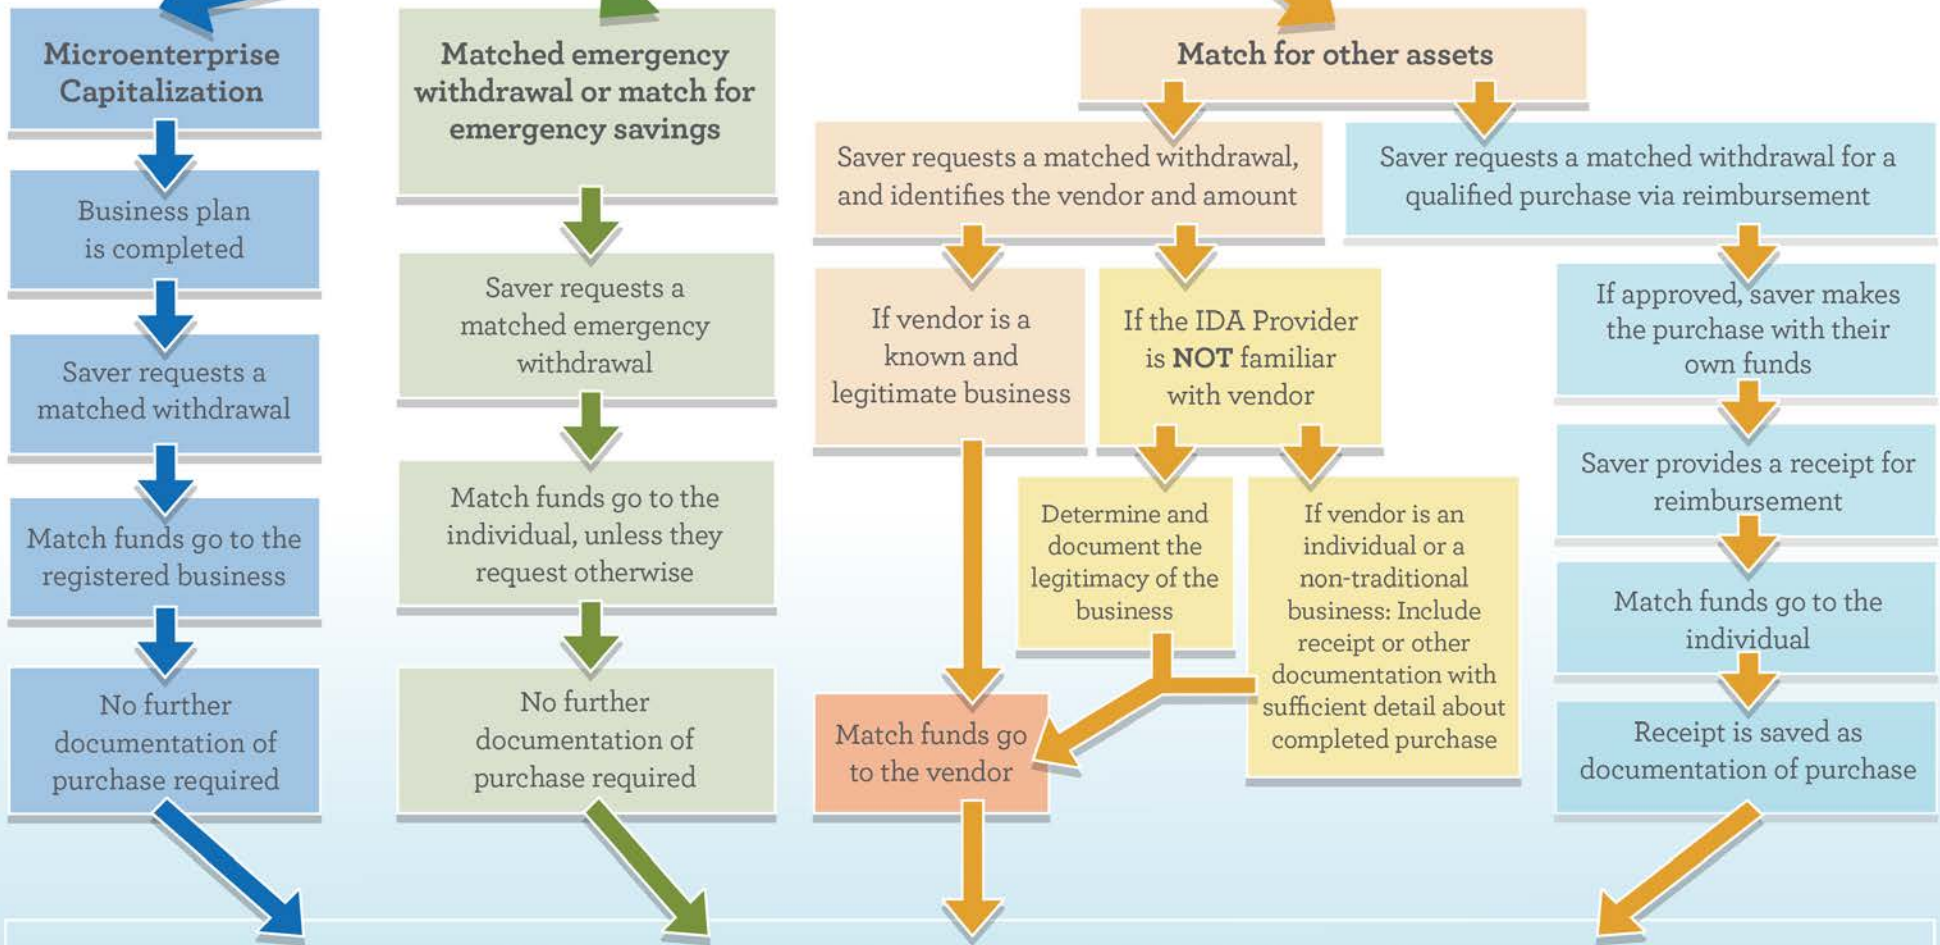 Microenterprise
Capitalization
Business plan
is completed
Saver requests a
matched withdrawal
Match funds go to the
registered business
No further
documentation of
purchase required
Matched emergency
withdrawal or match for
emergency savings
Saver requests a
matched emergency
withdrawal
Match funds go to the
individual, unless they
request otherwise
No further
documentation of
purchase required
Match for other assets
Saver requests a matched withdrawal,
and identifies the vendor and amount
If vendor is a
known and
legitimate business
If the IDA Provider
is NOT familiar
with vendor
Determine and
document the
legitimacy of the
business
If vendor is an
individual or a
non-traditional
business: Include
receipt or other
documentation with
sufficient detail about
completed purchase
Match funds go
to the vendor
Saver requests a matched withdrawal for a
qualified purchase via reimbursement
If approved, saver makes
the purchase with their
own funds
Saver provides a receipt for
reimbursement
Match funds go to the
individual
Receipt is saved as
documentation of purchase